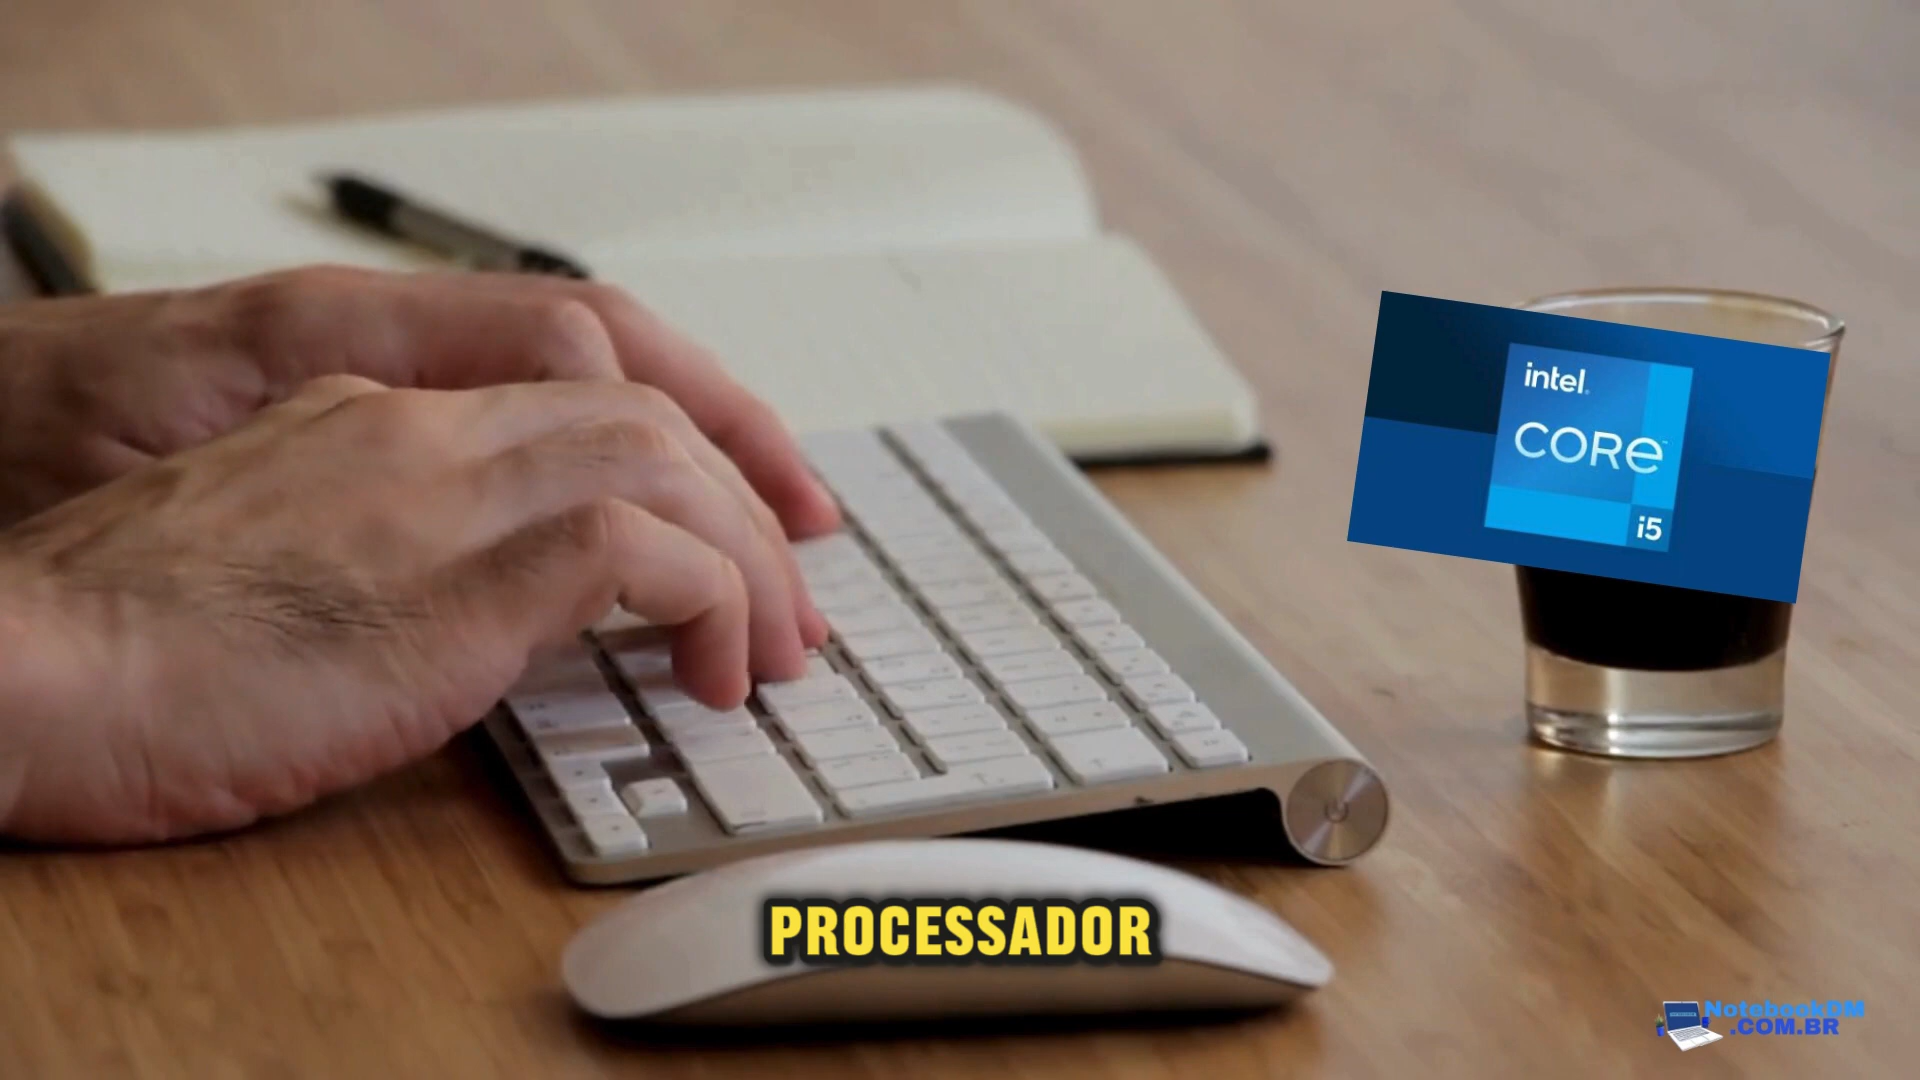 intel
CORE
i5
PROCESSADOR
NotebookDM
.COM.BR